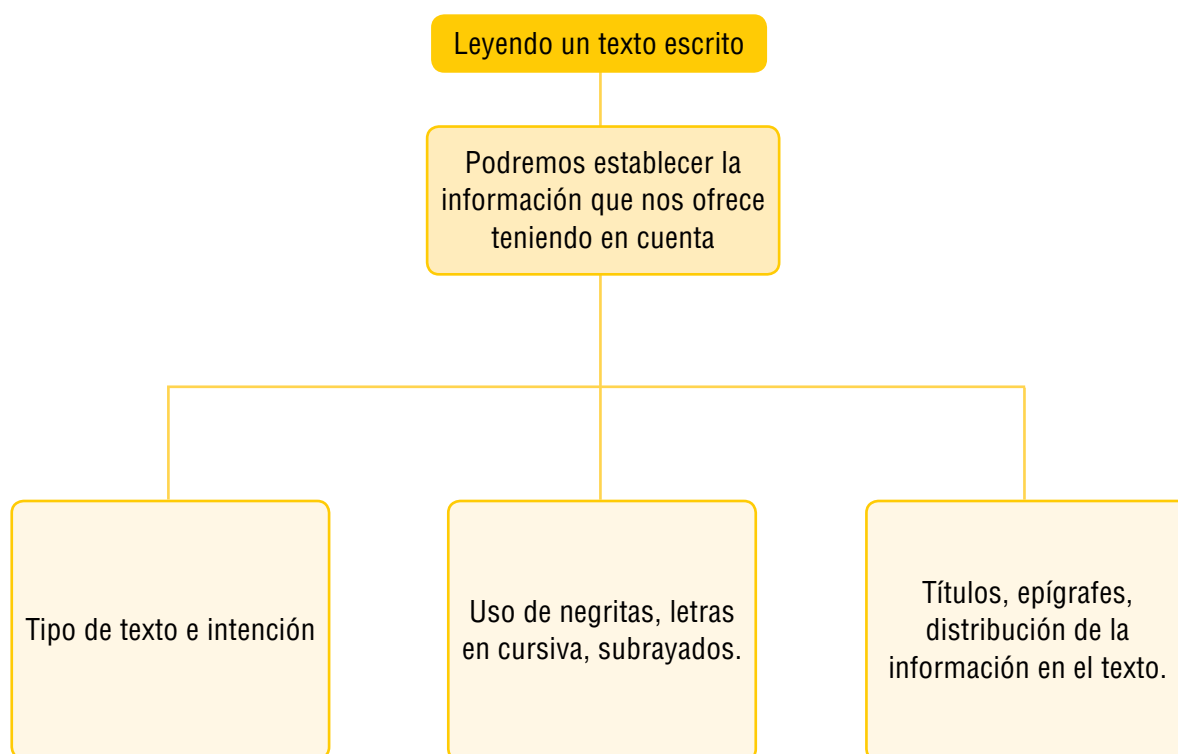 Leyendo un texto escrito
Podremos establecer la
información que nos ofrece
teniendo en cuenta
Tipo de texto e intención
Uso de negritas, letras
en cursiva, subrayados.
Títulos, epígrafes,
distribución de la
información en el texto.